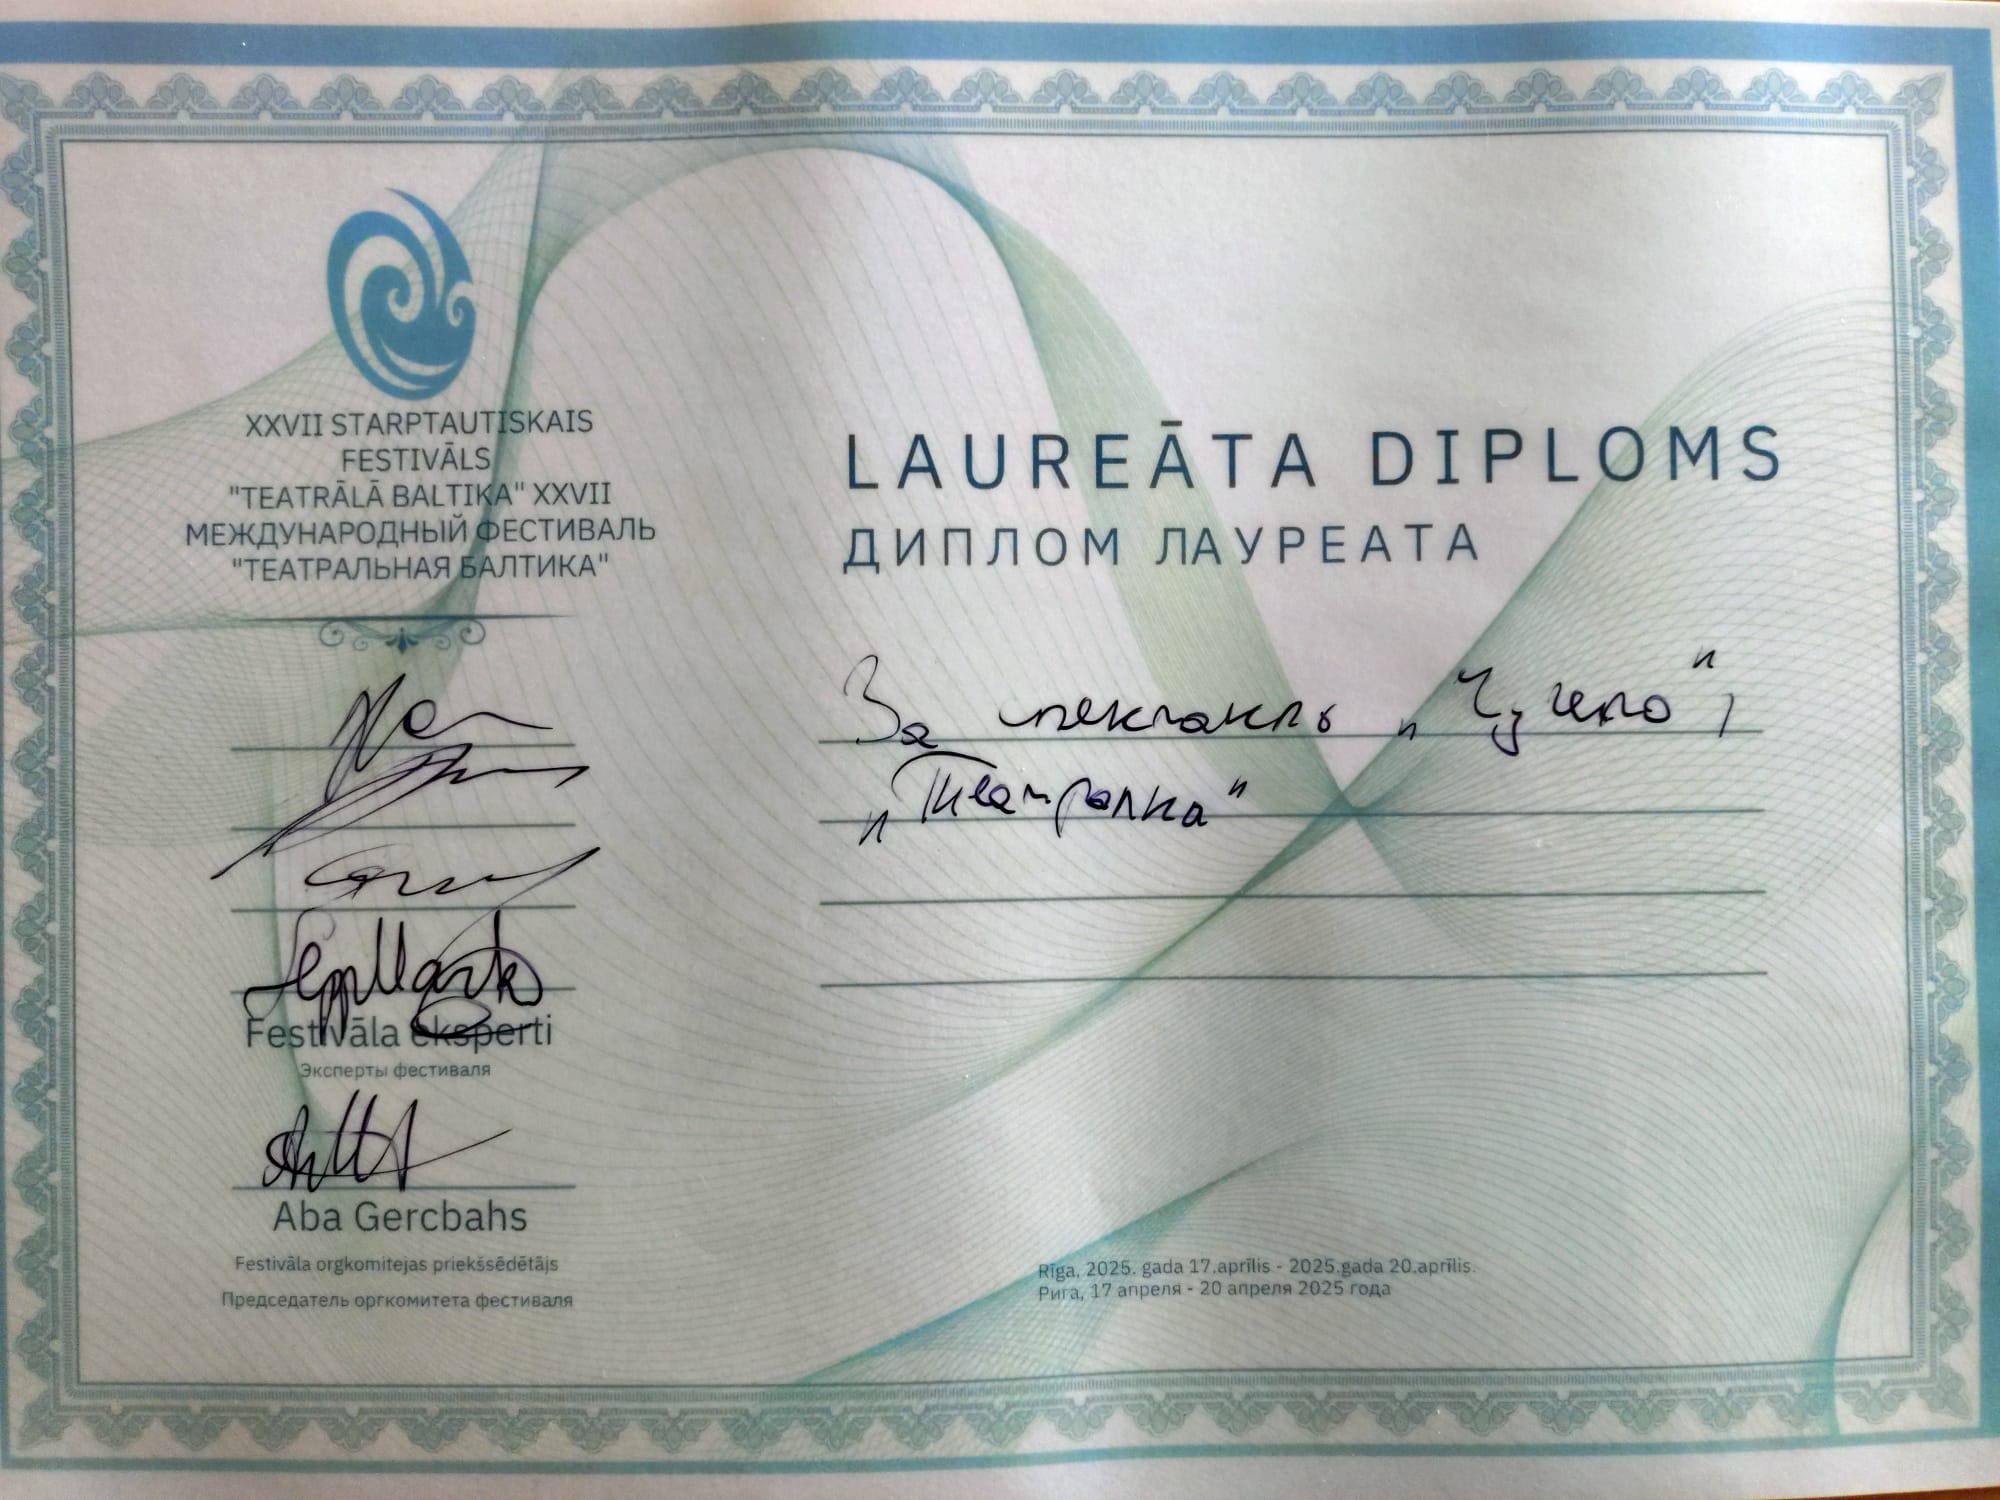 XXVII STARPTAUTISKAIS
FESTIVĀLS
"TEATRĀLĀ BALTIKA" XXVII
МЕЖДУНАРОДНЫЙ ФЕСТИВАЛЬ
"ТЕАТРАЛЬНАЯ БАЛТИКА"
Festivāla eksperti
Эксперты фестиваля
Aba Gercbahs
Festivāla orgkomitejas priekšsēdētājs
Председатель оргкомитета фестиваля
LAUREĀTA DIPLOMS
ДИПЛОМ ЛАУРЕАТА
За спектакль „Чучело",
„Театралка"
Rīga, 2025. gada 17.aprīlis - 2025.gada 20.aprīlis.
Рига, 17 апреля - 20 апреля 2025 года